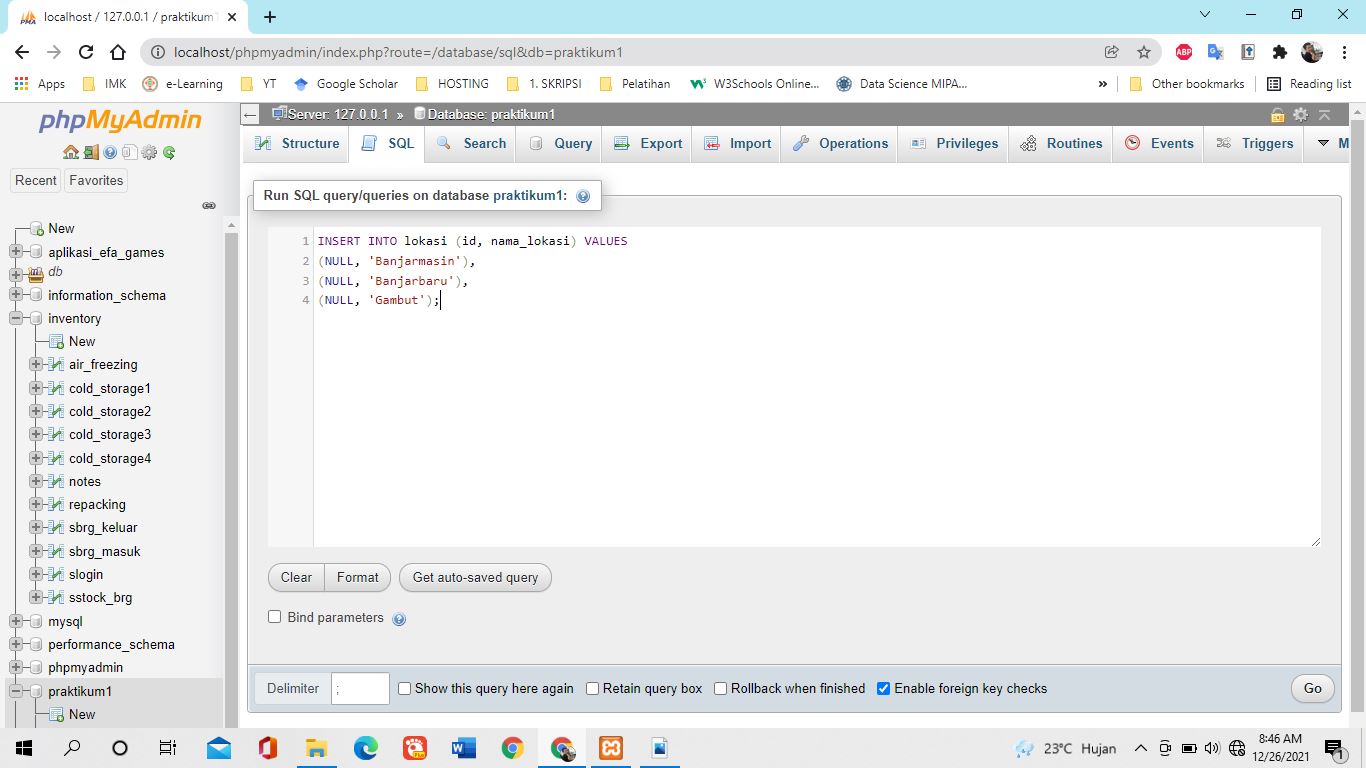 localhost / 127.0.0.1 / praktikum1
localhost/phpmyadmin/index.php?route=/database/sql&db=praktikum1
Apps IMK e-Learning YT Google Scholar HOSTING 1. SKRIPSI Pelatihan W3Schools Online... Data Science MIPA... » Other bookmarks Reading list
phpMyAdmin
Recent Favorites
New
aplikasi_efa_games
db
information_schema
inventory
New
air_freezing
cold_storage1
cold_storage2
cold_storage3
cold_storage4
notes
repacking
sbrg_keluar
sbrg_masuk
slogin
sstock_brg
mysql
performance_schema
phpmyadmin
praktikum1
New
Server: 127.0.0.1 » Database: praktikum1
Structure SQL Search Query Export Import Operations Privileges Routines Events Triggers M
Run SQL query/queries on database praktikum1:
1 INSERT INTO lokasi (id, nama_lokasi) VALUES
2 (NULL, 'Banjarmasin'),
3 (NULL, 'Banjarbaru'),
4 (NULL, 'Gambut');
Clear Format Get auto-saved query
Bind parameters
Delimiter ; Show this query here again Retain query box Rollback when finished Enable foreign key checks Go
23°C Hujan
8:46 AM
12/26/2021
1